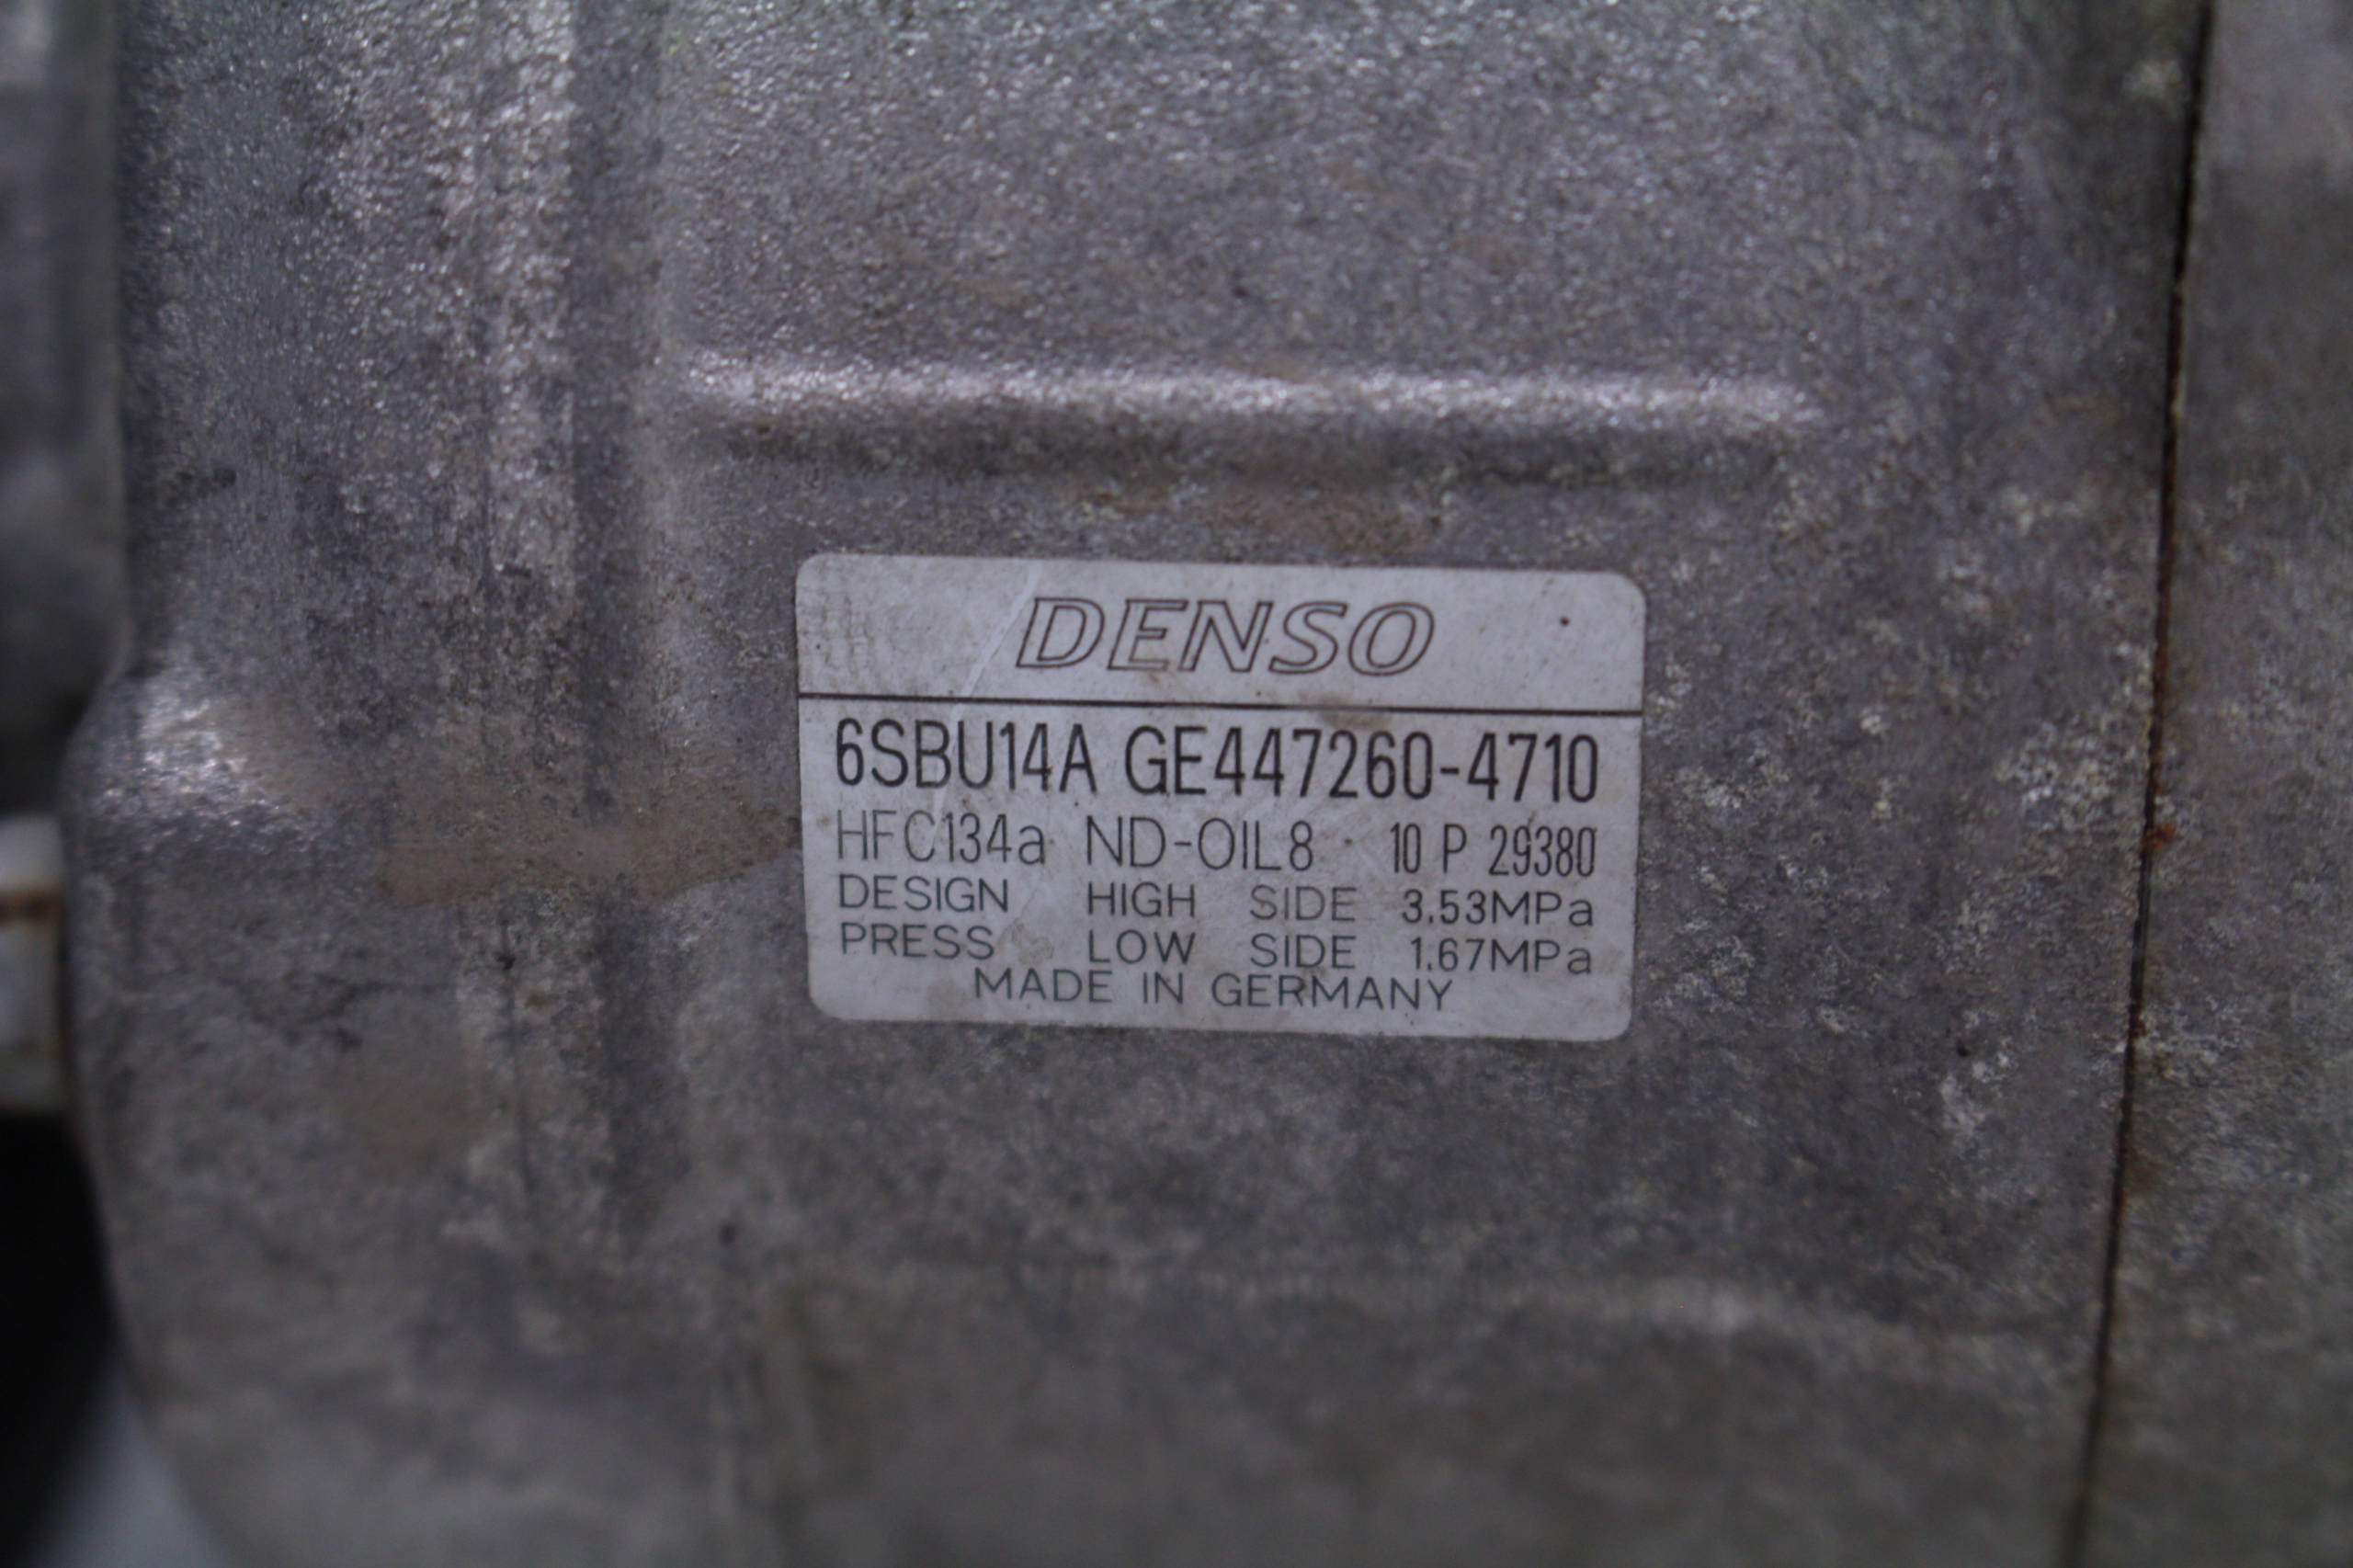 DENSO
6SBU14A GE447260-4710
HFC134a ND-OIL8 10 P 29380
DESIGN HIGH SIDE 3.53MPa
PRESS LOW SIDE 1.67MPa
MADE IN GERMANY